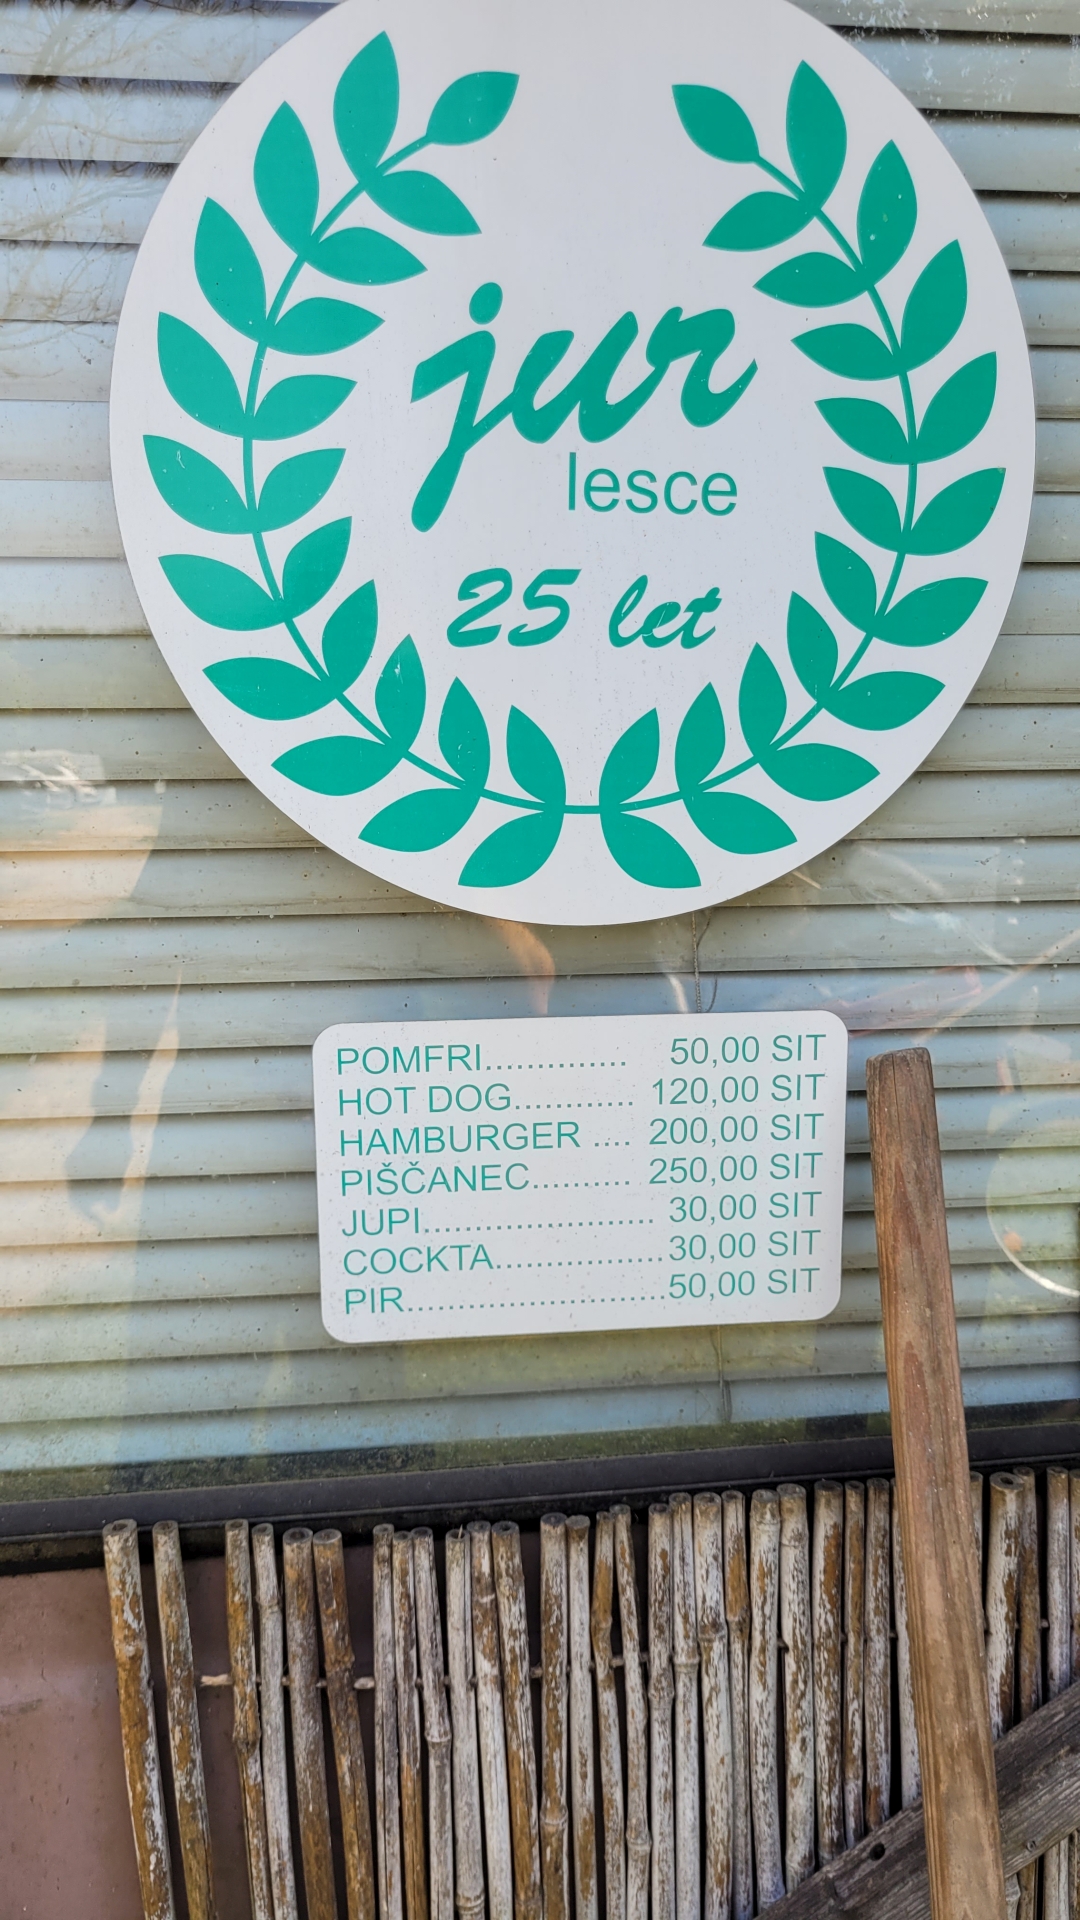 jur
lesce
25 let
POMFRI.............. 50,00 SIT
HOT DOG............ 120,00 SIT
HAMBURGER .... 200,00 SIT
PIŠČANEC.......... 250,00 SIT
JUPI....................... 30,00 SIT
COCKTA.................30,00 SIT
PIR..........................50,00 SIT